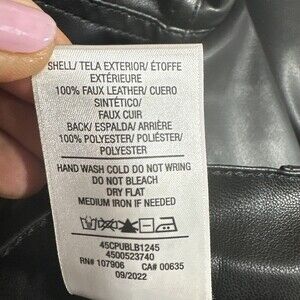 SHELL/ TELA EXTERIOR/ ÉTOFFE
EXTÉRIEURE
100% FAUX LEATHER/ CUERO
SINTÉTICO/
FAUX CUIR
BACK/ ESPALDA/ ARRIÈRE
100% POLYESTER/ POLIÉSTER/
POLYESTER
HAND WASH COLD DO NOT WRING
DO NOT BLEACH
DRY FLAT
MEDIUM IRON IF NEEDED
45CPUBLB1245
4500523740
RN# 107906 CA# 00635
09/2022